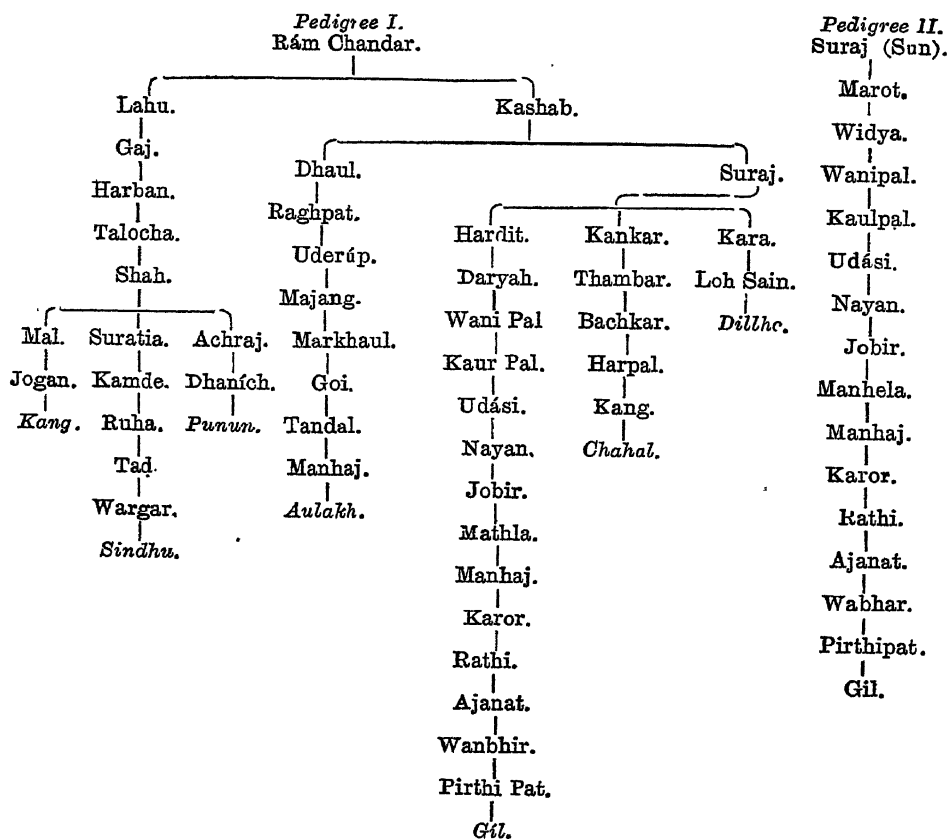 Pedigree I.
Rám Chandar.
Lahu. Kashab.
Gaj.
Harban.
Talocha.
Shah.
Mal. Suratia. Achraj.
Jogan. Kamde. Dhaních.
Kang. Ruha. Punun.
Tad.
Wargar.
Sindhu.
Dhaul. Suraj.
Raghpat.
Uderúp.
Majang.
Markhaul.
Goi.
Tandal.
Manhaj.
Aulakh.
Hardit. Kankar. Kara.
Daryah. Thambar. Loh Sain.
Wani Pal Bachkar. Dillho.
Kaur Pal. Harpal.
Udási. Kang.
Nayan. Chahal.
Jobir.
Mathla.
Manhaj.
Karor.
Rathi.
Ajanat.
Wanbhir.
Pirthi Pat.
Gil.
Pedigree II.
Suraj (Sun).
Marot.
Widya.
Wanipal.
Kaulpal.
Udási.
Nayan.
Jobir.
Manhela.
Manhaj.
Karor.
Rathi.
Ajanat.
Wabhar.
Pirthipat.
Gil.